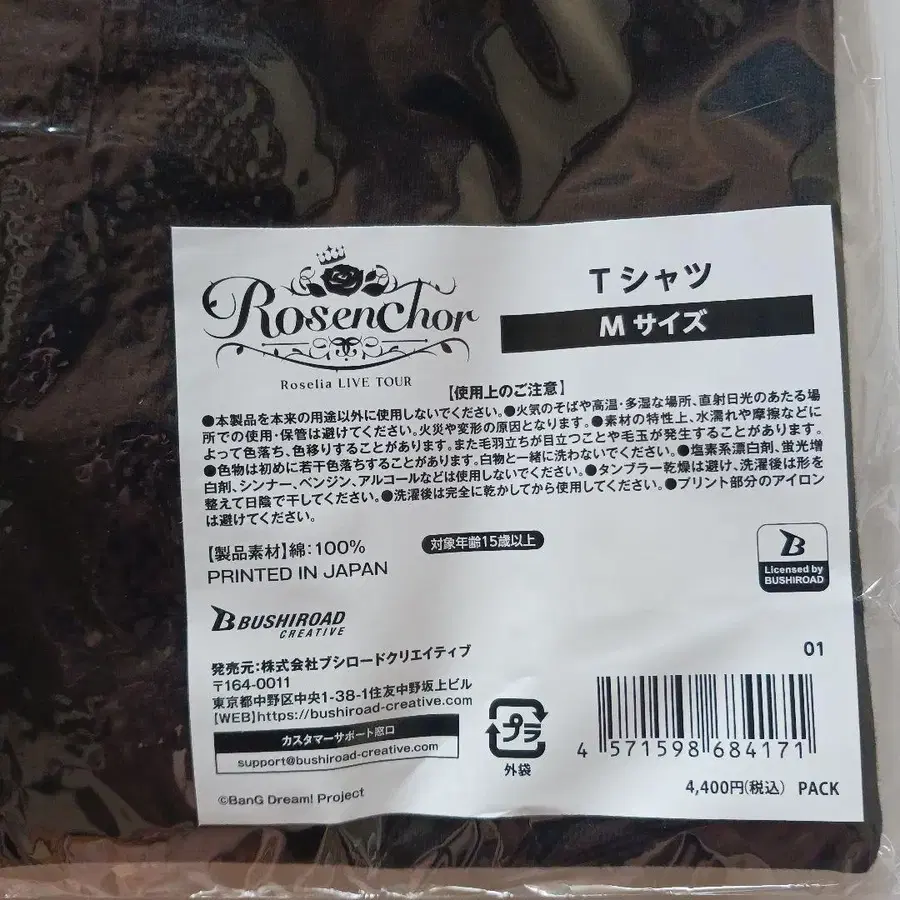 Rosenchor
Roselia LIVE TOUR
Tシャツ
Mサイズ
【使用上のご注意】
●本製品を本来の用途以外に使用しないでください。●火気のそばや高温・多湿な場所、直射日光のあたる場
所での使用・保管は避けてください。火災や変形の原因となります。●素材の特性上、水濡れや摩擦などに
よって色落ち、色移りすることがあります。また毛羽立ちが目立つことや毛玉が発生することがあります。
●色物は初めに若干色落ちすることがあります。白物と一緒に洗わないでください。●塩素系漂白剤、蛍光増
白剤、シンナー、ベンジン、アルコールなどは使用しないでください。●タンブラー乾燥は避け、洗濯後は形を
整えて日陰で干してください。●洗濯後は完全に乾かしてから使用してください。●プリント部分のアイロン
は避けてください。
【製品素材】綿:100%
対象年齢15歳以上
PRINTED IN JAPAN
B
Licensed by
BUSHIROAD
BUSHIROAD
CREATIVE
発売元:株式会社ブシロードクリエイティブ
〒164-0011
東京都中野区中央1-38-1住友中野坂上ビル
【WEB】https://bushiroad-creative.com
カスタマーサポート窓口
support@bushiroad-creative.com
©BanG Dream! Project
プラ
外袋
01
4 571598 684171
4,400円(税込) PACK